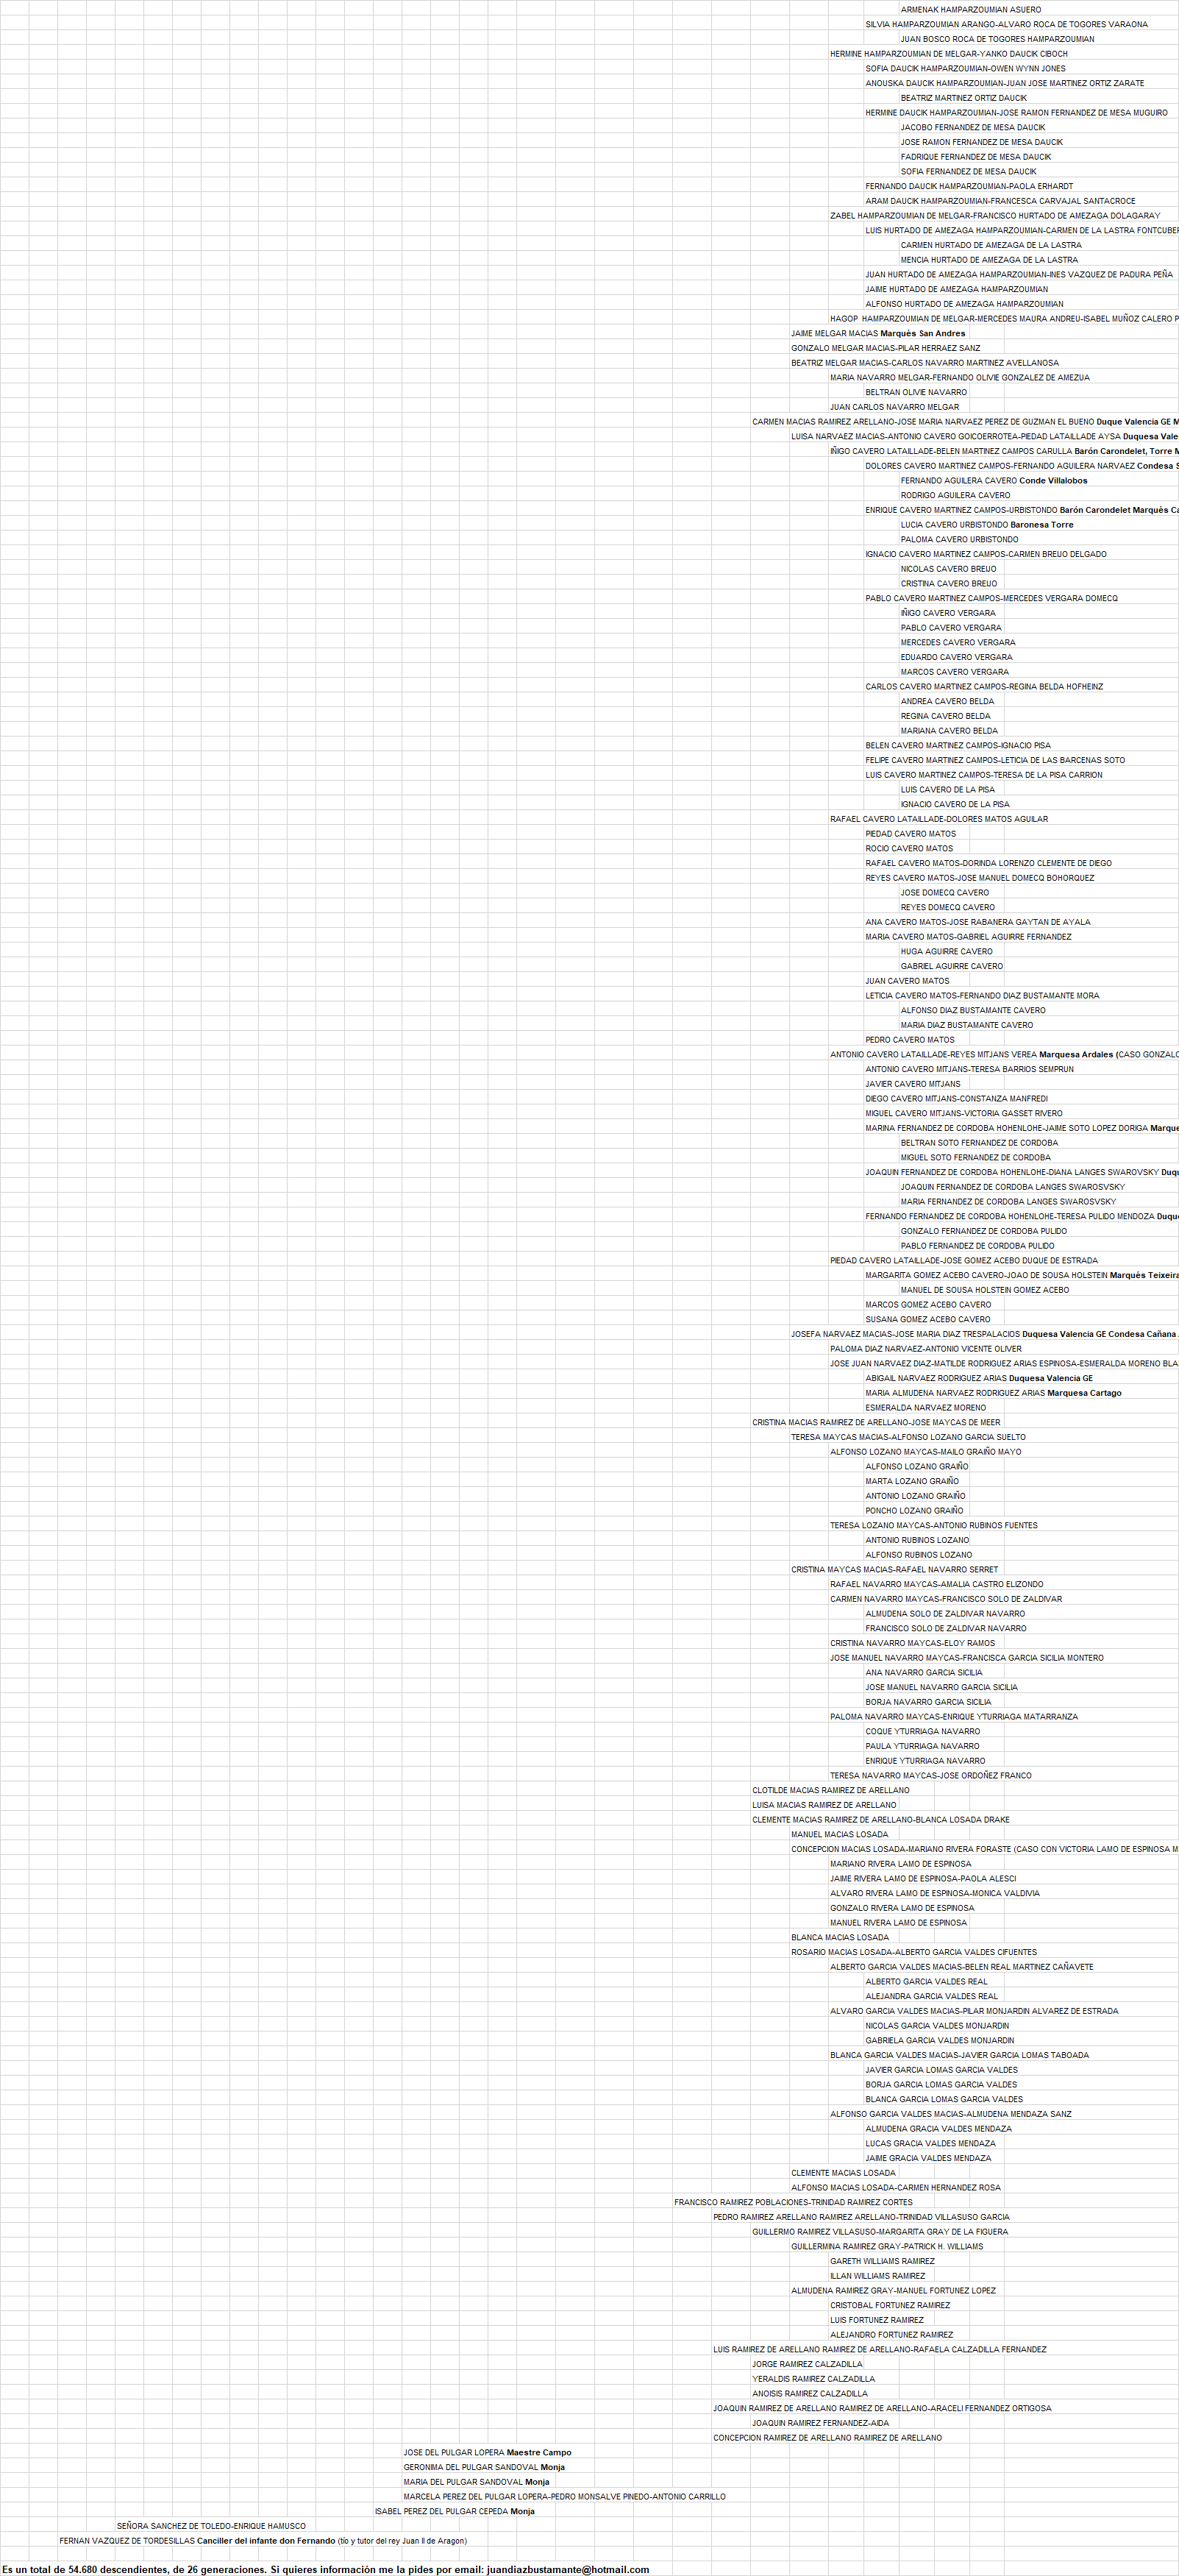 ARMENAK HAMPARZOUMIAN ASUERO
SILVIA HAMPARZOUMIAN ARANGO-ALVARO ROCA DE TOGORES VARAONA
JUAN BOSCO ROCA DE TOGORES HAMPARZOUMIAN
HERMINE HAMPARZOUMIAN DE MELGAR-YANKO DAUCIK CIBOCH
SOFIA DAUCIK HAMPARZOUMIAN-OWEN WYNN JONES
ANOUSKA DAUCIK HAMPARZOUMIAN-JUAN JOSE MARTINEZ ORTIZ ZARATE
BEATRIZ MARTINEZ ORTIZ DAUCIK
HERMINE DAUCIK HAMPARZOUMIAN-JOSE RAMON FERNANDEZ DE MESA MUGUIRO
JACOBO FERNANDEZ DE MESA DAUCIK
JOSE RAMON FERNANDEZ DE MESA DAUCIK
FADRIQUE FERNANDEZ DE MESA DAUCIK
SOFIA FERNANDEZ DE MESA DAUCIK
FERNANDO DAUCIK HAMPARZOUMIAN-PAOLA ERHARDT
ARAM DAUCIK HAMPARZOUMIAN-FRANCESCA CARVAJAL SANTACROCE
ZABEL HAMPARZOUMIAN DE MELGAR-FRANCISCO HURTADO DE AMEZAGA DOLAGARAY
LUIS HURTADO DE AMEZAGA HAMPARZOUMIAN-CARMEN DE LA LASTRA FONTCUBER
CARMEN HURTADO DE AMEZAGA DE LA LASTRA
MENCIA HURTADO DE AMEZAGA DE LA LASTRA
JUAN HURTADO DE AMEZAGA HAMPARZOUMIAN-INES VAZQUEZ DE PADURA PEÑA
JAIME HURTADO DE AMEZAGA HAMPARZOUMIAN
ALFONSO HURTADO DE AMEZAGA HAMPARZOUMIAN
HAGOP HAMPARZOUMIAN DE MELGAR-MERCEDES MAURA ANDREU-ISABEL MUÑOZ CALERO P
JAIME MELGAR MACIAS Marqués San Andres
GONZALO MELGAR MACIAS-PILAR HERRAEZ SANZ
BEATRIZ MELGAR MACIAS-CARLOS NAVARRO MARTINEZ AVELLANOSA
MARIA NAVARRO MELGAR-FERNANDO OLIVIE GONZALEZ DE AMEZUA
BELTRAN OLIVIE NAVARRO
JUAN CARLOS NAVARRO MELGAR
CARMEN MACIAS RAMIREZ ARELLANO-JOSE MARIA NARVAEZ PEREZ DE GUZMAN EL BUENO Duque Valencia GE M
LUISA NARVAEZ MACIAS-ANTONIO CAVERO GOICOERROTEA-PIEDAD LATAILLADE AYSA Duquesa Vale
IÑIGO CAVERO LATAILLADE-BELEN MARTINEZ CAMPOS CARULLA Barón Carondelet, Torre M
DOLORES CAVERO MARTINEZ CAMPOS-FERNANDO AGUILERA NARVAEZ Condesa S
FERNANDO AGUILERA CAVERO Conde Villalobos
RODRIGO AGUILERA CAVERO
ENRIQUE CAVERO MARTINEZ CAMPOS-URBISTONDO Barón Carondelet Marqués Ca
LUCIA CAVERO URBISTONDO Baronesa Torre
PALOMA CAVERO URBISTONDO
IGNACIO CAVERO MARTINEZ CAMPOS-CARMEN BREUO DELGADO
NICOLAS CAVERO BREUO
CRISTINA CAVERO BREUO
PABLO CAVERO MARTINEZ CAMPOS-MERCEDES VERGARA DOMECQ
IÑIGO CAVERO VERGARA
PABLO CAVERO VERGARA
MERCEDES CAVERO VERGARA
EDUARDO CAVERO VERGARA
MARCOS CAVERO VERGARA
CARLOS CAVERO MARTINEZ CAMPOS-REGINA BELDA HOFHEINZ
ANDREA CAVERO BELDA
REGINA CAVERO BELDA
MARIANA CAVERO BELDA
BELEN CAVERO MARTINEZ CAMPOS-IGNACIO PISA
FELIPE CAVERO MARTINEZ CAMPOS-LETICIA DE LAS BARCENAS SOTO
LUIS CAVERO MARTINEZ CAMPOS-TERESA DE LA PISA CARRION
LUIS CAVERO DE LA PISA
IGNACIO CAVERO DE LA PISA
RAFAEL CAVERO LATAILLADE-DOLORES MATOS AGUILAR
PIEDAD CAVERO MATOS
ROCIO CAVERO MATOS
RAFAEL CAVERO MATOS-DORINDA LORENZO CLEMENTE DE DIEGO
REYES CAVERO MATOS-JOSE MANUEL DOMECQ BOHORQUEZ
JOSE DOMECQ CAVERO
REYES DOMECQ CAVERO
ANA CAVERO MATOS-JOSE RABANERA GAYTAN DE AYALA
MARIA CAVERO MATOS-GABRIEL AGUIRRE FERNANDEZ
HUGA AGUIRRE CAVERO
GABRIEL AGUIRRE CAVERO
JUAN CAVERO MATOS
LETICIA CAVERO MATOS-FERNANDO DIAZ BUSTAMANTE MORA
ALFONSO DIAZ BUSTAMANTE CAVERO
MARIA DIAZ BUSTAMANTE CAVERO
PEDRO CAVERO MATOS
ANTONIO CAVERO LATAILLADE-REYES MITJANS VEREA Marquesa Ardales (CASO GONZALO
ANTONIO CAVERO MITJANS-TERESA BARRIOS SEMPRUN
JAVIER CAVERO MITJANS
DIEGO CAVERO MITJANS-CONSTANZA MANFREDI
MIGUEL CAVERO MITJANS-VICTORIA GASSET RIVERO
MARINA FERNANDEZ DE CORDOBA HOHENLOHE-JAIME SOTO LOPEZ DORIGA Marque
BELTRAN SOTO FERNANDEZ DE CORDOBA
MIGUEL SOTO FERNANDEZ DE CORDOBA
JOAQUIN FERNANDEZ DE CORDOBA HOHENLOHE-DIANA LANGES SWAROVSKY Duqu
JOAQUIN FERNANDEZ DE CORDOBA LANGES SWAROSVSKY
MARIA FERNANDEZ DE CORDOBA LANGES SWAROSVSKY
FERNANDO FERNANDEZ DE CORDOBA HOHENLOHE-TERESA PULIDO MENDOZA Duque
GONZALO FERNANDEZ DE CORDOBA PULIDO
PABLO FERNANDEZ DE CORDOBA PULIDO
PIEDAD CAVERO LATAILLADE-JOSE GOMEZ ACEBO DUQUE DE ESTRADA
MARGARITA GOMEZ ACEBO CAVERO-JOAO DE SOUSA HOLSTEIN Marqués Teixeira
MANUEL DE SOUSA HOLSTEIN GOMEZ ACEBO
MARCOS GOMEZ ACEBO CAVERO
SUSANA GOMEZ ACEBO CAVERO
JOSEFA NARVAEZ MACIAS-JOSE MARIA DIAZ TRESPALACIOS Duquesa Valencia GE Condesa Cañana
PALOMA DIAZ NARVAEZ-ANTONIO VICENTE OLIVER
JOSE JUAN NARVAEZ DIAZ-MATILDE RODRIGUEZ ARIAS ESPINOSA-ESMERALDA MORENO BLA
ABIGAIL NARVAEZ RODRIGUEZ ARIAS Duquesa Valencia GE
MARIA ALMUDENA NARVAEZ RODRIGUEZ ARIAS Marquesa Cartago
ESMERALDA NARVAEZ MORENO
CRISTINA MACIAS RAMIREZ DE ARELLANO-JOSE MAYCAS DE MEER
TERESA MAYCAS MACIAS-ALFONSO LOZANO GARCIA SUELTO
ALFONSO LOZANO MAYCAS-MAILO GRAIÑO MAYO
ALFONSO LOZANO GRAIÑO
MARTA LOZANO GRAIÑO
ANTONIO LOZANO GRAIÑO
PONCHO LOZANO GRAIÑO
TERESA LOZANO MAYCAS-ANTONIO RUBINOS FUENTES
ANTONIO RUBINOS LOZANO
ALFONSO RUBINOS LOZANO
CRISTINA MAYCAS MACIAS-RAFAEL NAVARRO SERRET
RAFAEL NAVARRO MAYCAS-AMALIA CASTRO ELIZONDO
CARMEN NAVARRO MAYCAS-FRANCISCO SOLO DE ZALDIVAR
ALMUDENA SOLO DE ZALDIVAR NAVARRO
FRANCISCO SOLO DE ZALDIVAR NAVARRO
CRISTINA NAVARRO MAYCAS-ELOY RAMOS
JOSE MANUEL NAVARRO MAYCAS-FRANCISCA GARCIA SICILIA MONTERO
ANA NAVARRO GARCIA SICILIA
JOSE MANUEL NAVARRO GARCIA SICILIA
BORJA NAVARRO GARCIA SICILIA
PALOMA NAVARRO MAYCAS-ENRIQUE YTURRIAGA MATARRANZA
COQUE YTURRIAGA NAVARRO
PAULA YTURRIAGA NAVARRO
ENRIQUE YTURRIAGA NAVARRO
TERESA NAVARRO MAYCAS-JOSE ORDOÑEZ FRANCO
CLOTILDE MACIAS RAMIREZ DE ARELLANO
LUISA MACIAS RAMIREZ DE ARELLANO
CLEMENTE MACIAS RAMIREZ DE ARELLANO-BLANCA LOSADA DRAKE
MANUEL MACIAS LOSADA
CONCEPCION MACIAS LOSADA-MARIANO RIVERA FORASTE (CASO CON VICTORIA LAMO DE ESPINOSA M
MARIANO RIVERA LAMO DE ESPINOSA
JAIME RIVERA LAMO DE ESPINOSA-PAOLA ALESCI
ALVARO RIVERA LAMO DE ESPINOSA-MONICA VALDIVIA
GONZALO RIVERA LAMO DE ESPINOSA
MANUEL RIVERA LAMO DE ESPINOSA
BLANCA MACIAS LOSADA
ROSARIO MACIAS LOSADA-ALBERTO GARCIA VALDES CIFUENTES
ALBERTO GARCIA VALDES MACIAS-BELEN REAL MARTINEZ CAÑAVETE
ALBERTO GARCIA VALDES REAL
ALEJANDRA GARCIA VALDES REAL
ALVARO GARCIA VALDES MACIAS-PILAR MONJARDIN ALVAREZ DE ESTRADA
NICOLAS GARCIA VALDES MONJARDIN
GABRIELA GARCIA VALDES MONJARDIN
BLANCA GARCIA VALDES MACIAS-JAVIER GARCIA LOMAS TABOADA
JAVIER GARCIA LOMAS GARCIA VALDES
BORJA GARCIA LOMAS GARCIA VALDES
BLANCA GARCIA LOMAS GARCIA VALDES
ALFONSO GARCIA VALDES MACIAS-ALMUDENA MENDAZA SANZ
ALMUDENA GRACIA VALDES MENDAZA
LUCAS GRACIA VALDES MENDAZA
JAIME GRACIA VALDES MENDAZA
CLEMENTE MACIAS LOSADA
ALFONSO MACIAS LOSADA-CARMEN HERNANDEZ ROSA
FRANCISCO RAMIREZ POBLACIONES-TRINIDAD RAMIREZ CORTES
PEDRO RAMIREZ ARELLANO RAMIREZ ARELLANO-TRINIDAD VILLASUSO GARCIA
GUILLERMO RAMIREZ VILLASUSO-MARGARITA GRAY DE LA FIGUERA
GUILLERMINA RAMIREZ GRAY-PATRICK H. WILLIAMS
GARETH WILLIAMS RAMIREZ
ILLAN WILLIAMS RAMIREZ
ALMUDENA RAMIREZ GRAY-MANUEL FORTUNEZ LOPEZ
CRISTOBAL FORTUNEZ RAMIREZ
LUIS FORTUNEZ RAMIREZ
ALEJANDRO FORTUNEZ RAMIREZ
LUIS RAMIREZ DE ARELLANO RAMIREZ DE ARELLANO-RAFAELA CALZADILLA FERNANDEZ
JORGE RAMIREZ CALZADILLA
YERALDIS RAMIREZ CALZADILLA
ANOISIS RAMIREZ CALZADILLA
JOAQUIN RAMIREZ DE ARELLANO RAMIREZ DE ARELLANO-ARACELI FERNANDEZ ORTIGOSA
JOAQUIN RAMIREZ FERNANDEZ-AIDA
CONCEPCION RAMIREZ DE ARELLANO RAMIREZ DE ARELLANO
JOSE DEL PULGAR LOPERA Maestre Campo
GERONIMA DEL PULGAR SANDOVAL Monja
MARIA DEL PULGAR SANDOVAL Monja
MARCELA PEREZ DEL PULGAR LOPERA-PEDRO MONSALVE PINEDO-ANTONIO CARRILLO
ISABEL PEREZ DEL PULGAR CEPEDA Monja
SEÑORA SANCHEZ DE TOLEDO-ENRIQUE HAMUSCO
FERNAN VAZQUEZ DE TORDESILLAS Canciller del infante don Fernando (tío y tutor del rey Juan II de Aragon)
Es un total de 54.680 descendientes, de 26 generaciones. Si quieres información me la pides por email: juandiazbustamante@hotmail.com